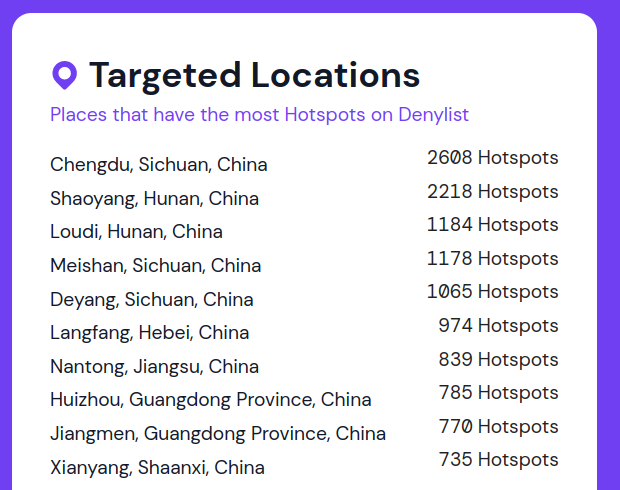 Targeted Locations
Places that have the most Hotspots on Denylist
Chengdu, Sichuan, China 2608 Hotspots
Shaoyang, Hunan, China 2218 Hotspots
Loudi, Hunan, China 1184 Hotspots
Meishan, Sichuan, China 1178 Hotspots
Deyang, Sichuan, China 1065 Hotspots
Langfang, Hebei, China 974 Hotspots
Nantong, Jiangsu, China 839 Hotspots
Huizhou, Guangdong Province, China 785 Hotspots
Jiangmen, Guangdong Province, China 770 Hotspots
Xianyang, Shaanxi, China 735 Hotspots